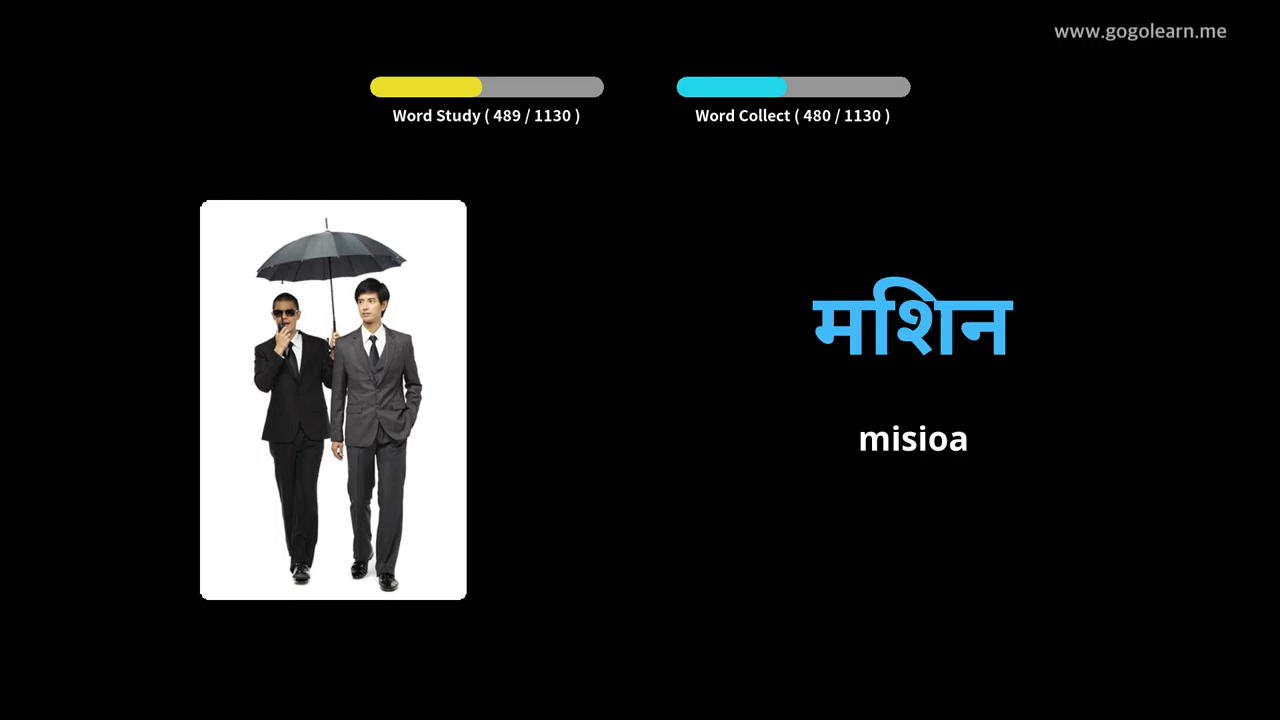 www.gogolearn.me
Word Study ( 489 / 1130 )
Word Collect ( 480 / 1130 )
मशिन
misioa